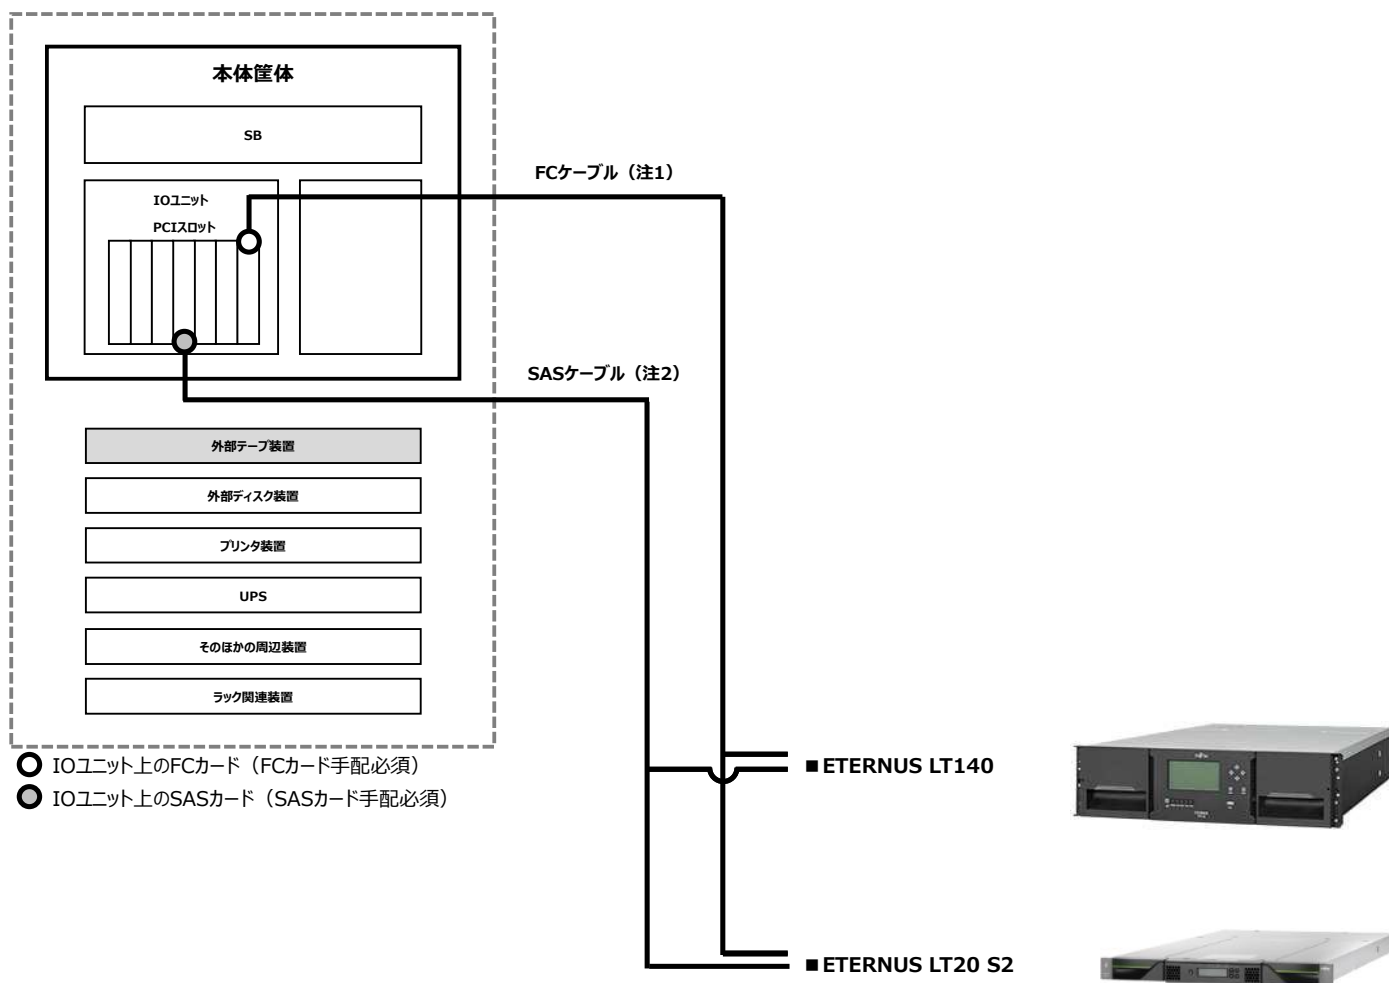 本体筐体
SB
IOユニット
PCIスロット
FCケーブル（注1）
SASケーブル（注2）
外部テープ装置
外部ディスク装置
プリンタ装置
UPS
そのほかの周辺装置
ラック関連装置
IOユニット上のFCカード（FCカード手配必須）
IOユニット上のSASカード（SASカード手配必須）
■ETERNUS LT140
■ETERNUS LT20 S2